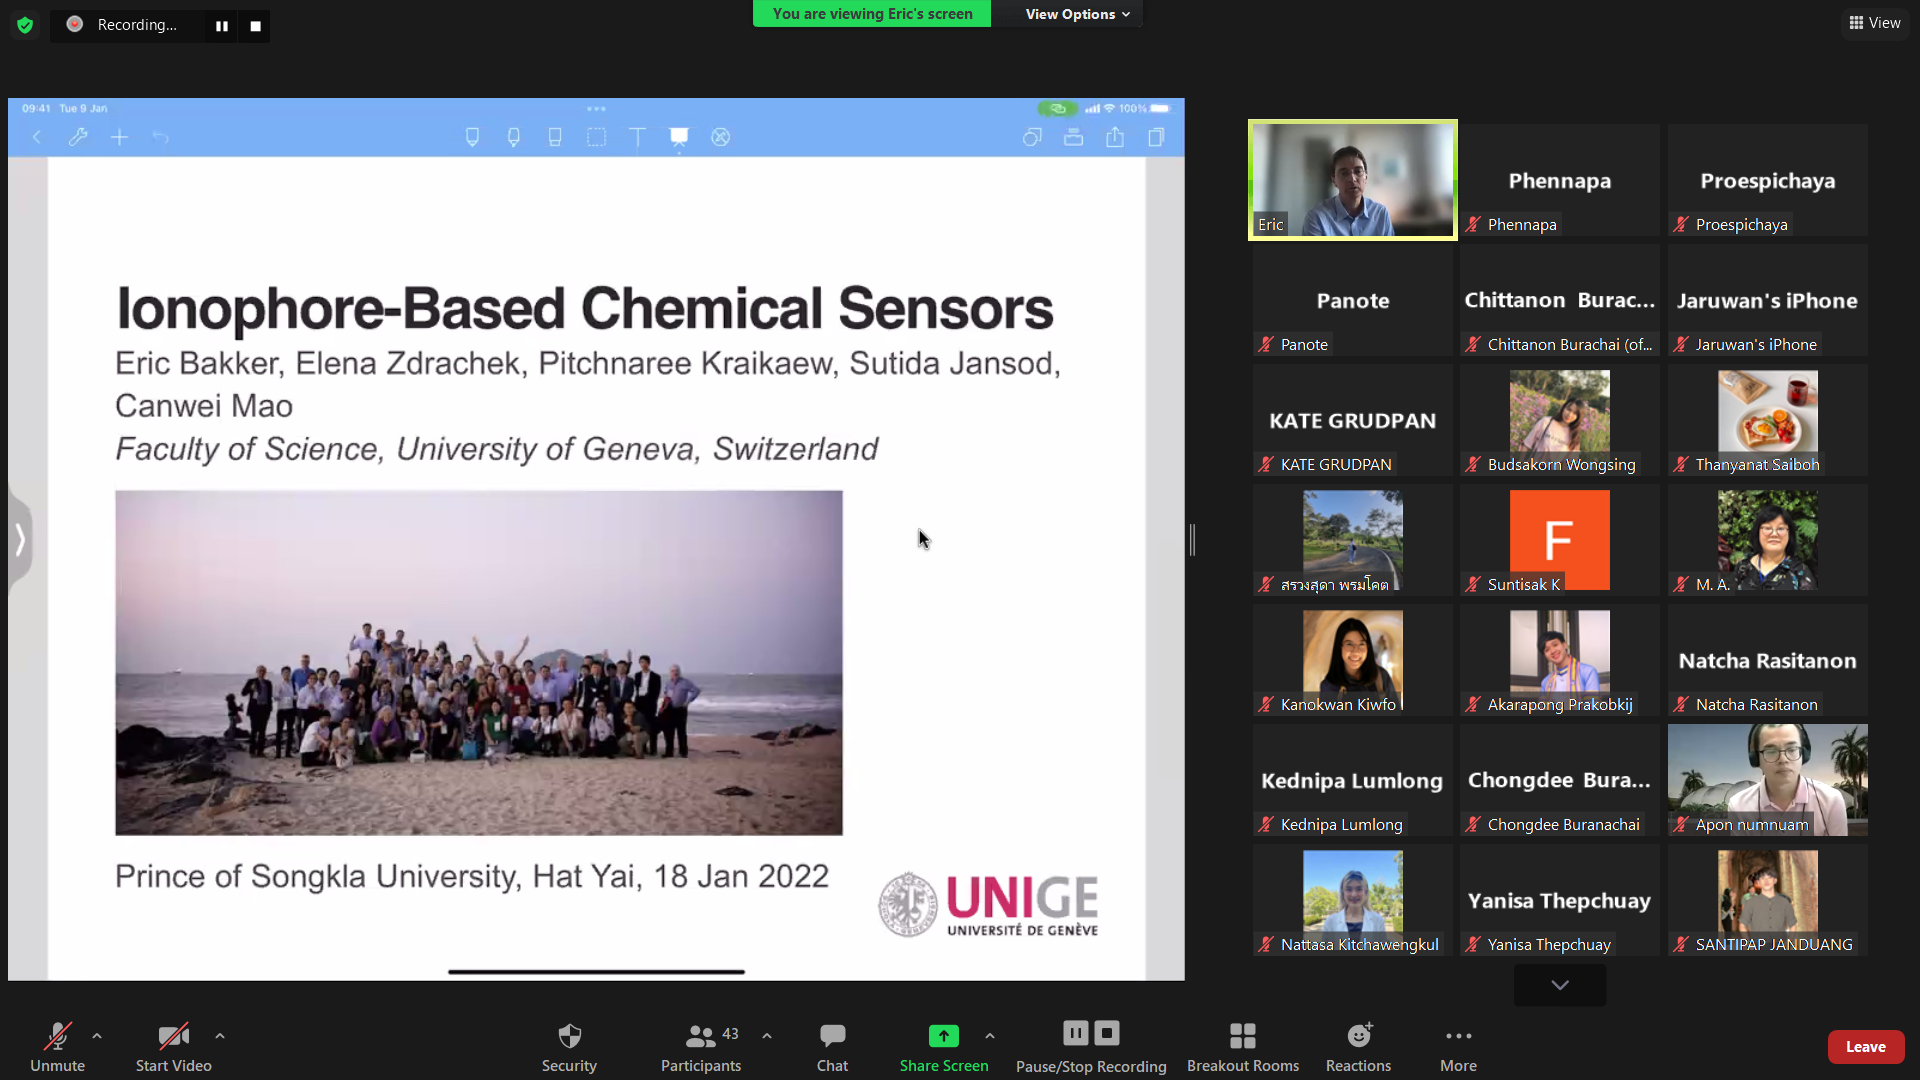 Recording...
You are viewing Eric's screen
View Options
View
09:41 Tue 9 Jan
100%
Ionophore-Based Chemical Sensors
Eric Bakker, Elena Zdrachek, Pitchnaree Kraikaew, Sutida Jansod,
Canwei Mao
Faculty of Science, University of Geneva, Switzerland
Prince of Songkla University, Hat Yai, 18 Jan 2022
UNIGE
UNIVERSITÉ DE GENÈVE
Eric
Phennapa
Phennapa
Proespichaya
Proespichaya
Panote
Panote
Chittanon Burac...
Chittanon Burachai (of...
Jaruwan's iPhone
Jaruwan's iPhone
KATE GRUDPAN
KATE GRUDPAN
Budsakorn Wongsing
Thanyanat Saiboh
สรวงสุดา พรมโคต
F
Suntisak K
M. A.
Kanokwan Kiwfo
Akarapong Prakobkij
Natcha Rasitanon
Natcha Rasitanon
Kednipa Lumlong
Kednipa Lumlong
Chongdee Bura...
Chongdee Buranachai
Apon numnuam
Nattasa Kitchawengkul
Yanisa Thepchuay
Yanisa Thepchuay
SANTIPAP JANDUANG
Unmute
Start Video
Security
43
Participants
Chat
Share Screen
Pause/Stop Recording
Breakout Rooms
Reactions
More
Leave